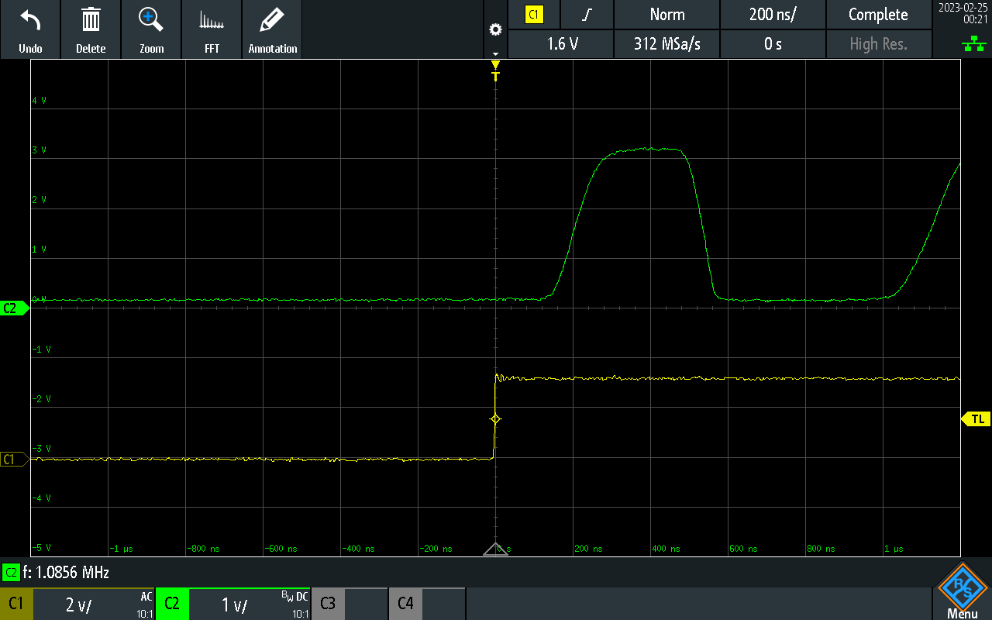 C1
Norm
200 ns/
Complete
2023-02-25
00:21
Undo
Delete
Zoom
FFT
Annotation
1.6 V
312 MSa/s
0 s
High Res.
T
4 V
3 V
2 V
1 V
C2
0 V
-1 V
-2 V
TL
-3 V
C1
-4 V
-5 V
-1 µs
-800 ns
-600 ns
-400 ns
-200 ns
0 s
200 ns
400 ns
600 ns
800 ns
1 µs
C2 f: 1.0856 MHz
C1
2 V/
AC
10:1
C2
1 V/
Bw DC
10:1
C3
C4
R S
Menu